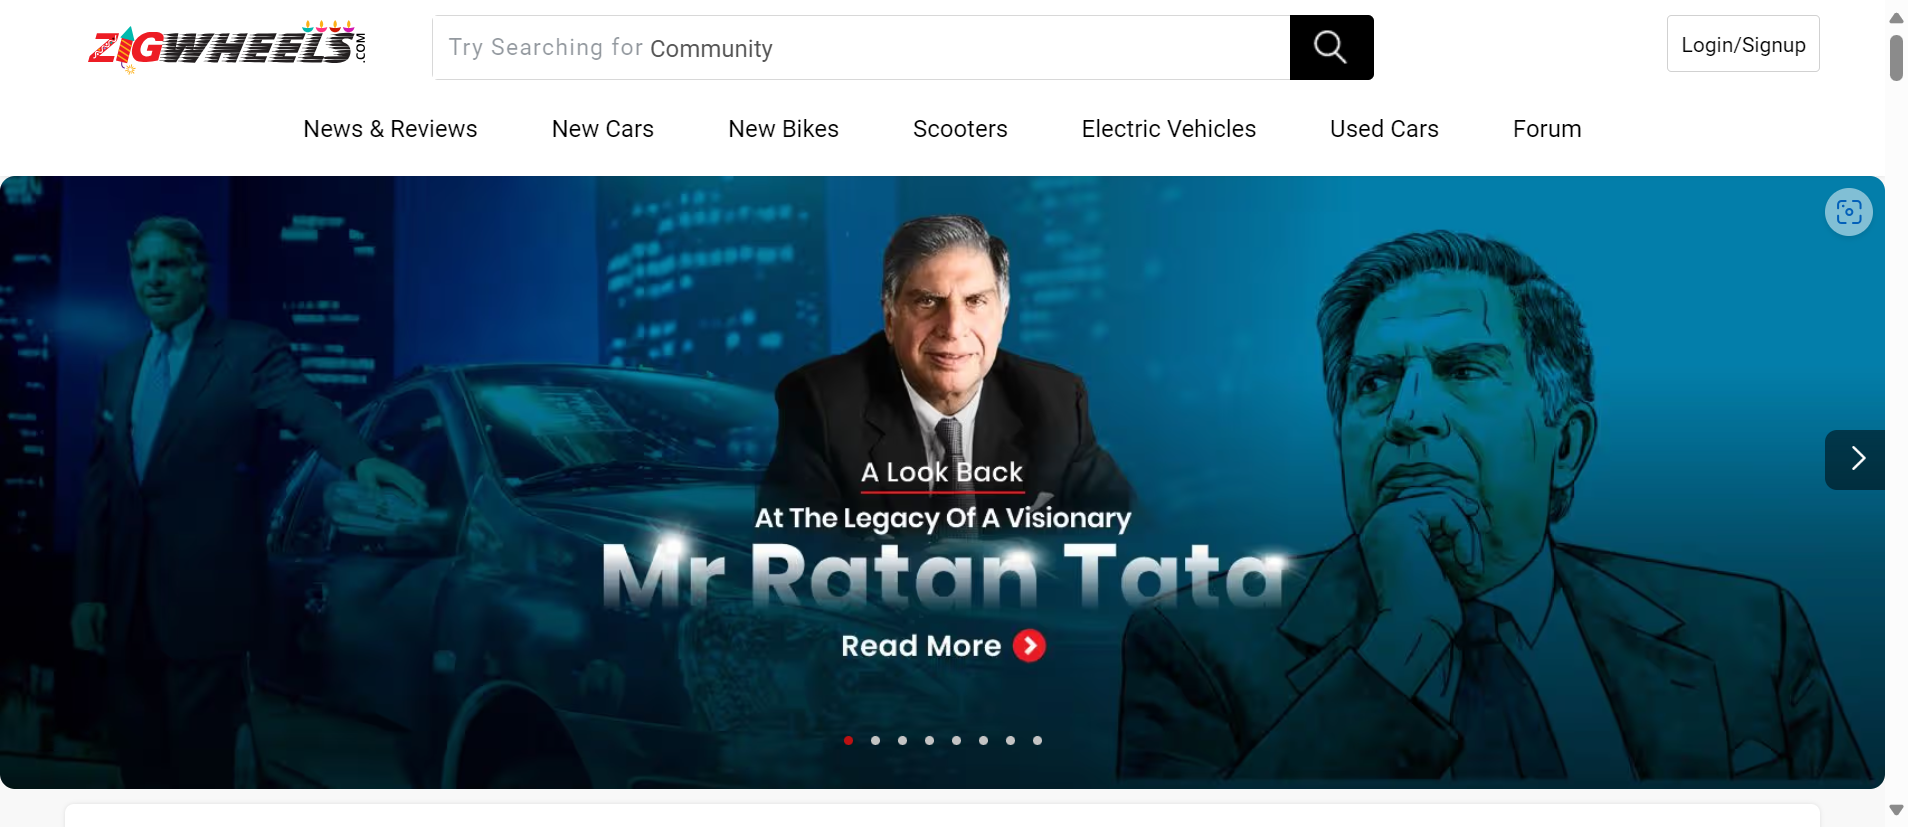 ZIGWHEELS.COM
Try Searching for Community
Login/Signup
News & Reviews New Cars New Bikes Scooters Electric Vehicles Used Cars Forum
A Look Back
At The Legacy Of A Visionary
Mr Ratan Tata
Read More